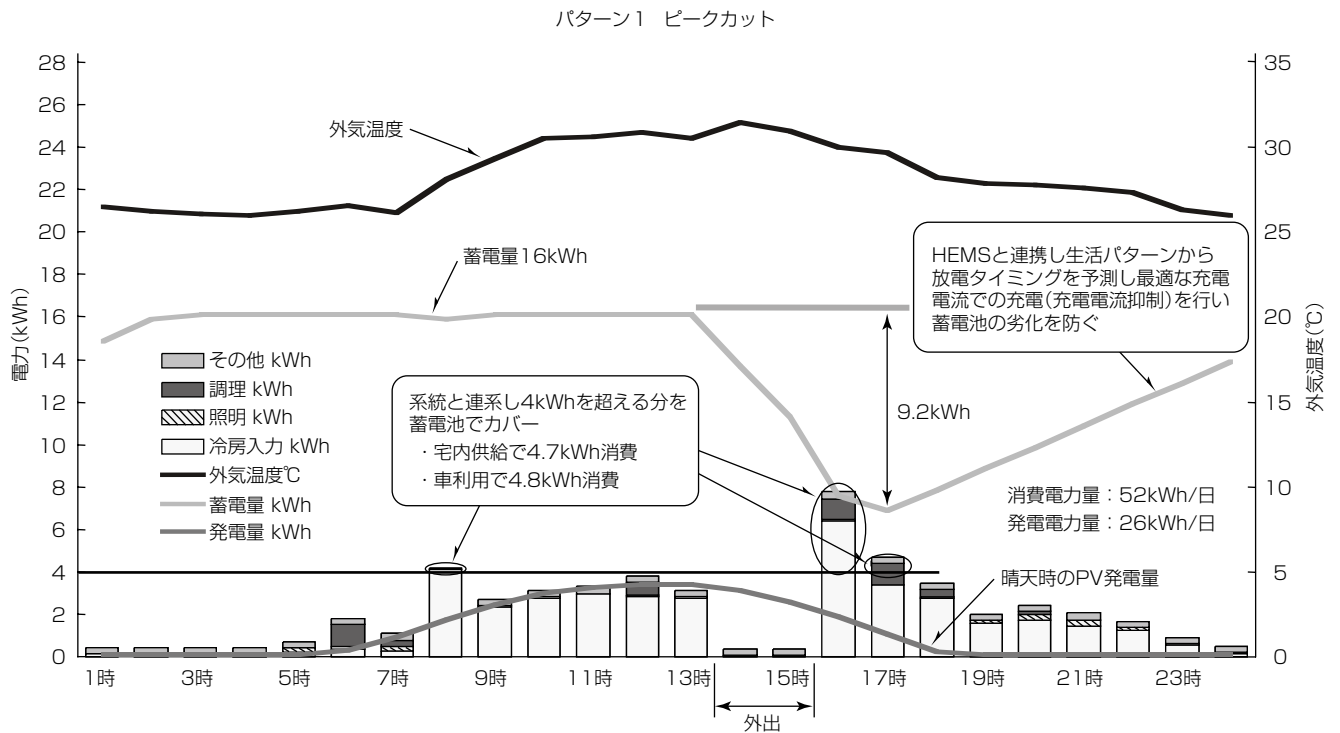 パターン1　ピークカット
電力(kWh)
28
26
24
22
20
18
16
14
12
10
8
6
4
2
0
外気温度
蓄電量16kWh
HEMSと連携し生活パターンから
放電タイミングを予測し最適な充電
電流での充電(充電電流抑制)を行い
蓄電池の劣化を防ぐ
その他 kWh
調理 kWh
照明 kWh
冷房入力 kWh
外気温度℃
蓄電量 kWh
発電量 kWh
系統と連系し4kWhを超える分を
蓄電池でカバー
・宅内供給で4.7kWh消費
・車利用で4.8kWh消費
9.2kWh
消費電力量：52kWh/日
発電電力量：26kWh/日
晴天時のPV発電量
35
30
25
20
15
10
5
0
外気温度(℃)
1時 3時 5時 7時 9時 11時 13時 15時 17時 19時 21時 23時
外出